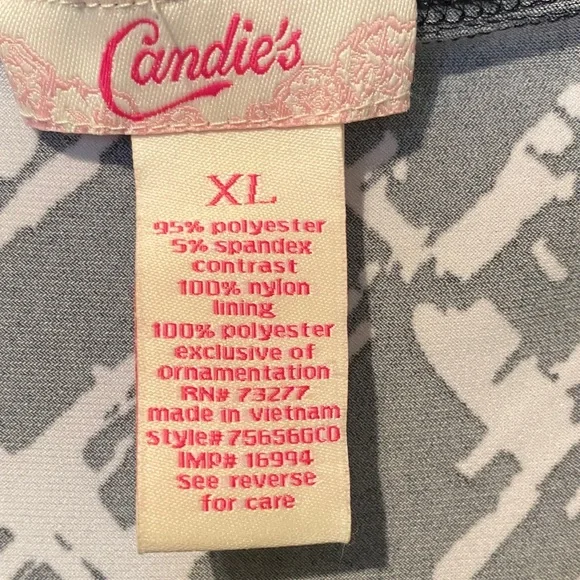 Candie's
XL
95% polyester
5% spandex
contrast
100% nylon
lining
100% polyester
exclusive of
ornamentation
RN# 73277
made in vietnam
style# 75656GCO
IMP# 16994
See reverse
for care